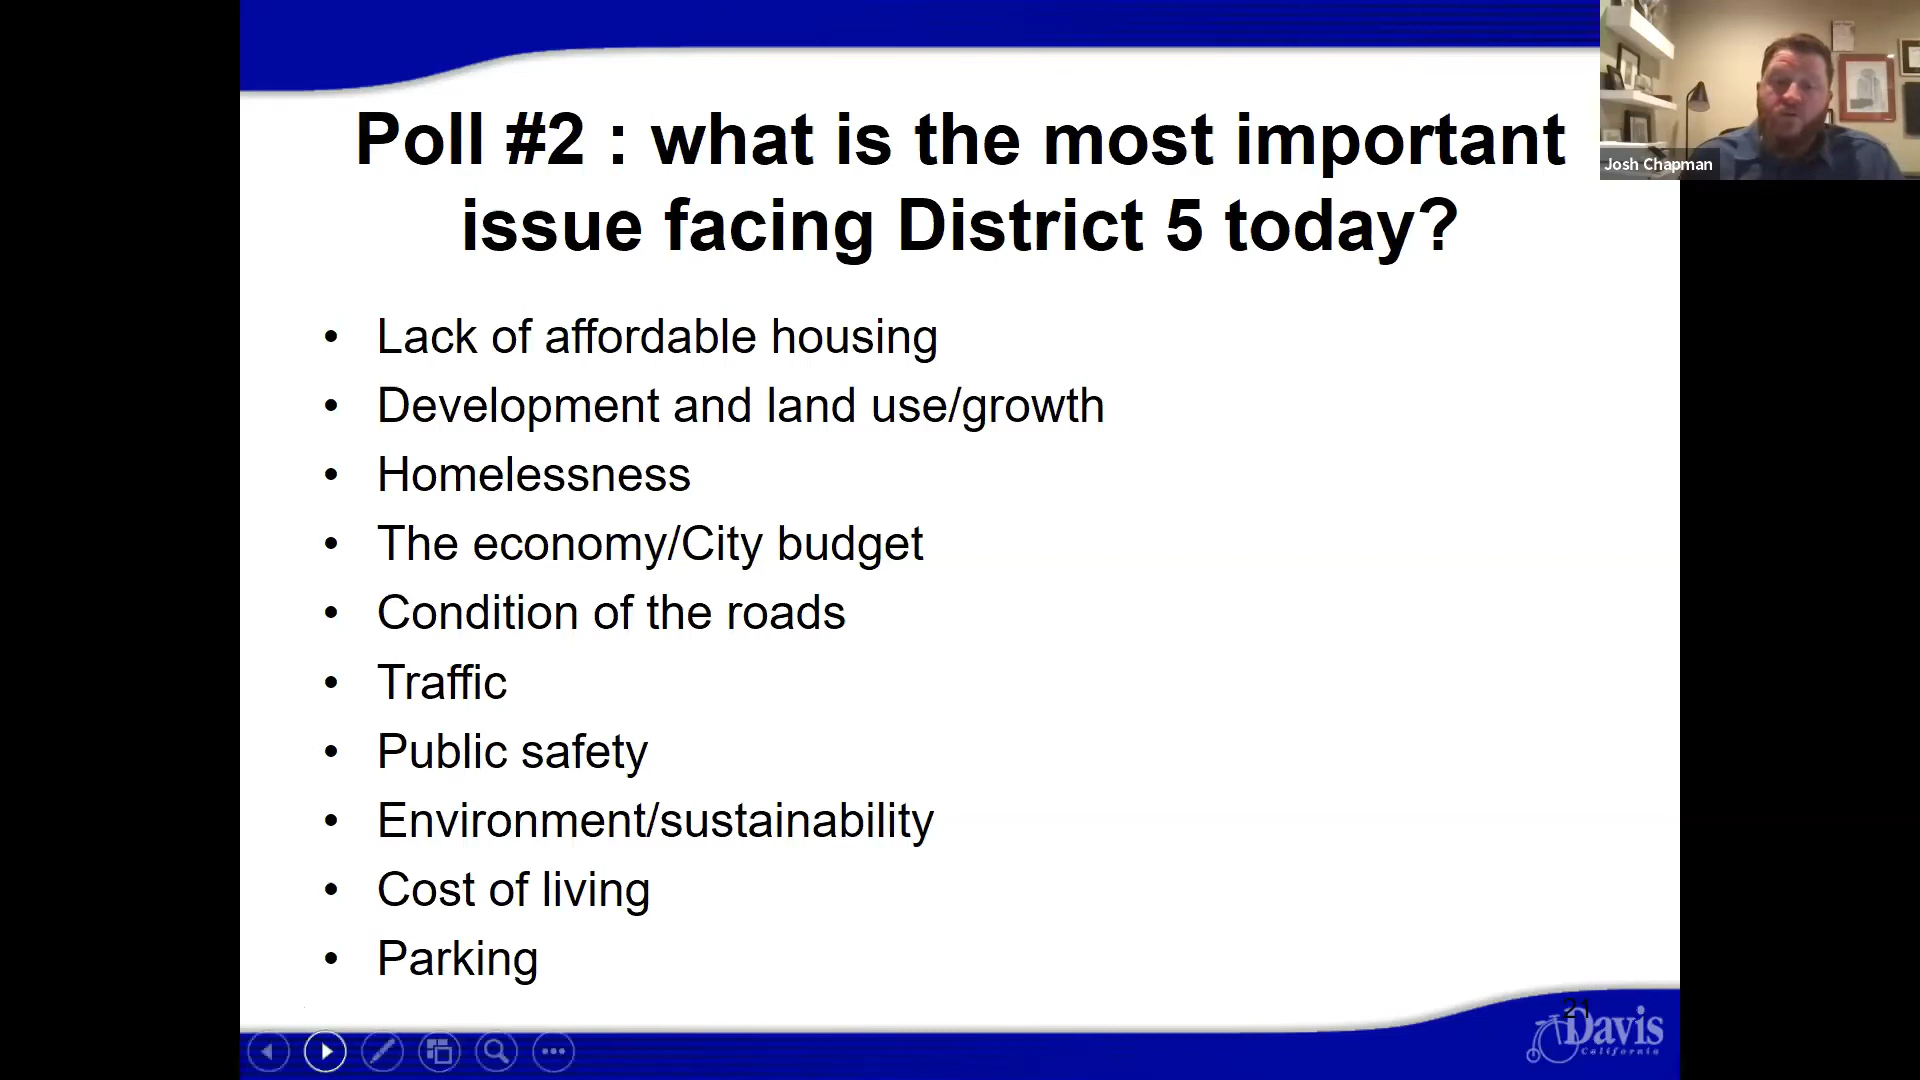 Poll #2 : what is the most important
issue facing District 5 today?
Josh Chapman
• Lack of affordable housing
• Development and land use/growth
• Homelessness
• The economy/City budget
• Condition of the roads
• Traffic
• Public safety
• Environment/sustainability
• Cost of living
• Parking
21
Davis
California